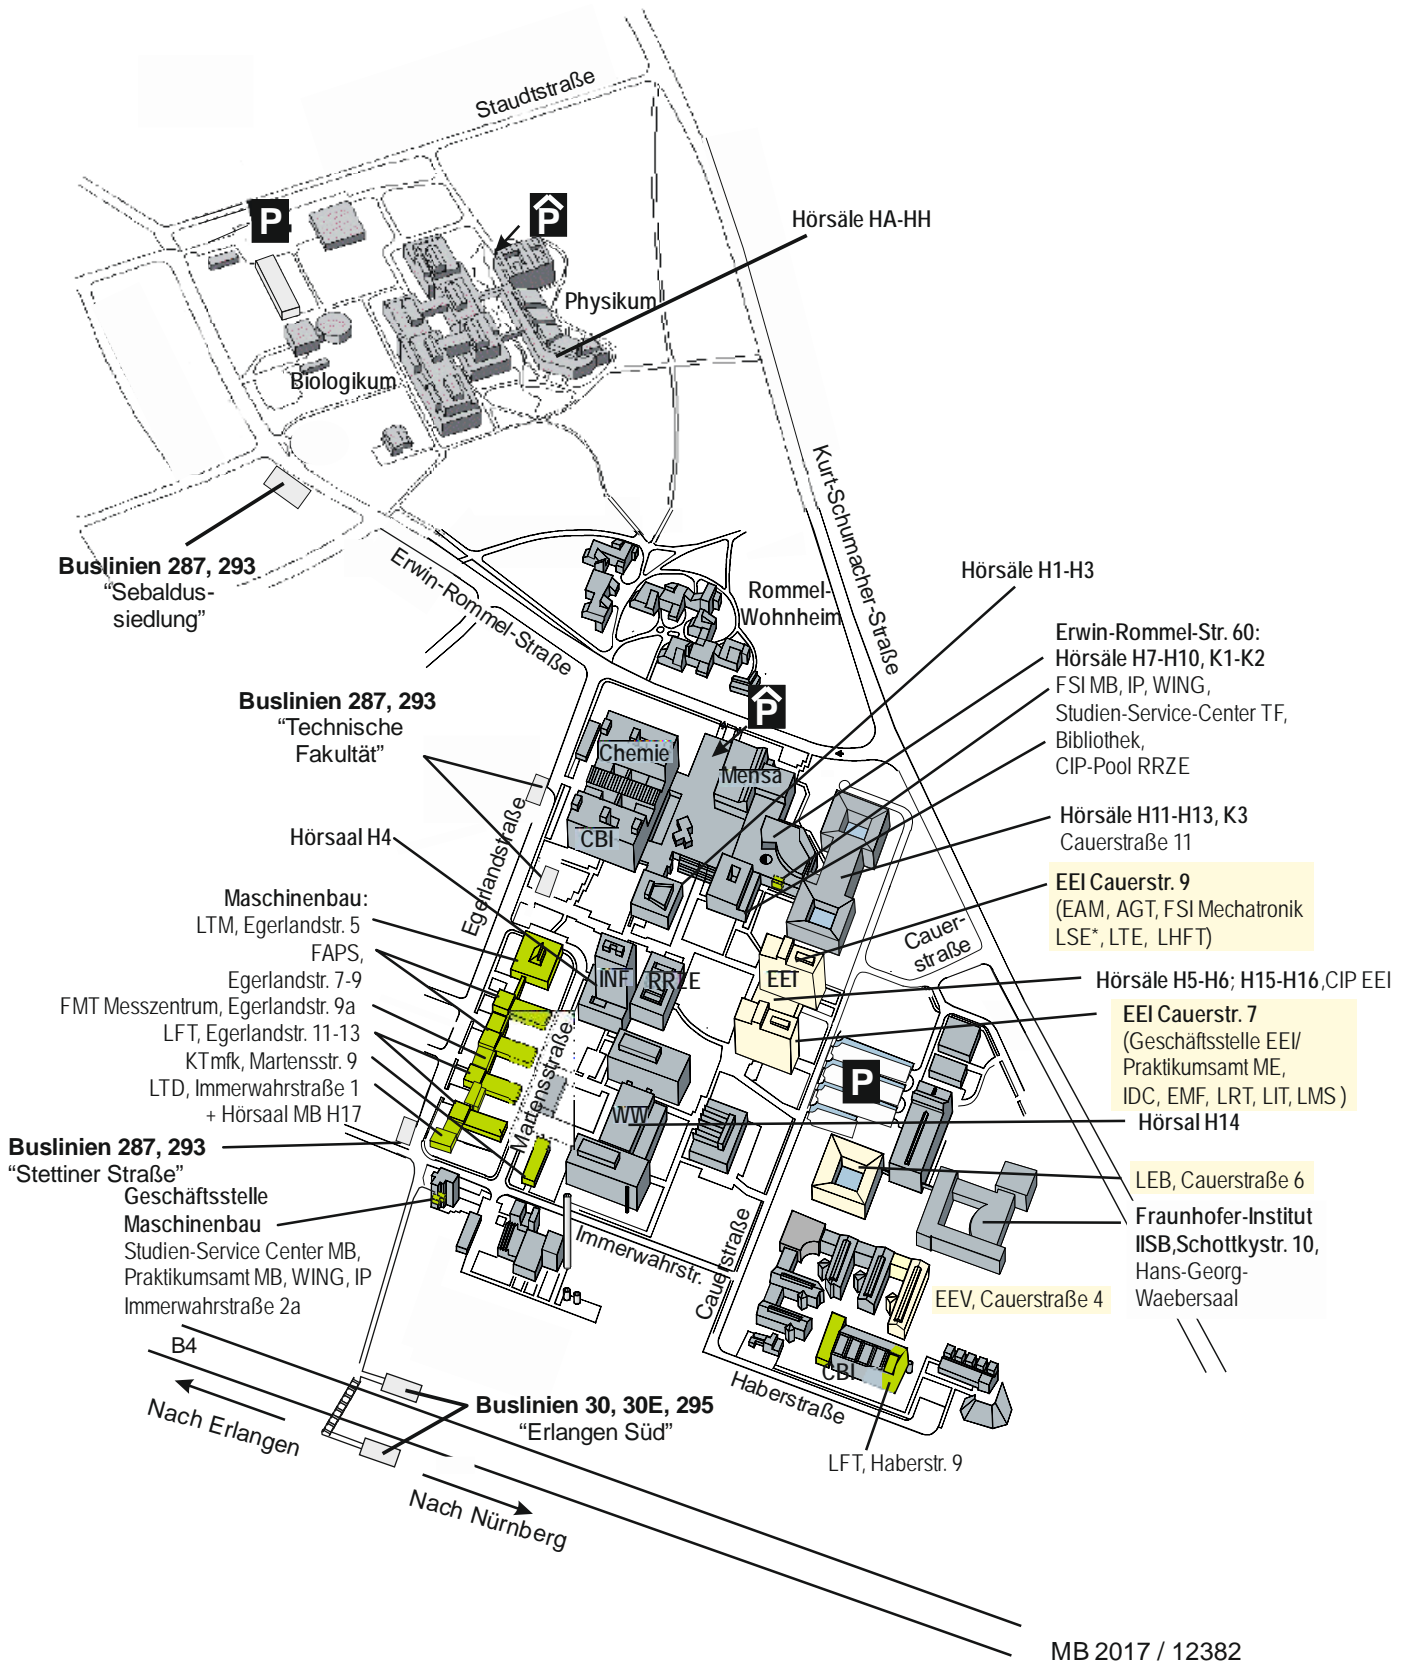 Staudtstraße
P
P
Hörsäle HA-HH
Physikum
Biologikum
Kurt-Schumacher-Straße
Buslinien 287, 293
“Sebaldus-
siedlung”
Erwin-Rommel-Straße
Rommel-
Wohnheim
Hörsäle H1-H3
Erwin-Rommel-Str. 60:
Hörsäle H7-H10, K1-K2
FSI MB, IP, WING,
Studien-Service-Center TF,
Bibliothek,
CIP-Pool RRZE
Buslinien 287, 293
“Technische
Fakultät”
P
Chemie
Mensa
CBI
Hörsäle H11-H13, K3
Cauerstraße 11
Hörsaal H4
Egerlandstraße
EEI Cauerstr. 9
(EAM, AGT, FSI Mechatronik
LSE*, LTE, LHFT)
Maschinenbau:
LTM, Egerlandstr. 5
FAPS,
Egerlandstr. 7-9
FMT Messzentrum, Egerlandstr. 9a
LFT, Egerlandstr. 11-13
KTmfk, Martensstr. 9
LTD, Immerwahrstraße 1
+ Hörsaal MB H17
Cauer-
straße
INF
RRZE
EEI
Hörsäle H5-H6; H15-H16,CIP EEI
EEI Cauerstr. 7
(Geschäftsstelle EEI/
Praktikumsamt ME,
IDC, EMF, LRT, LIT, LMS )
Martensstraße
P
WW
Hörsal H14
Buslinien 287, 293
“Stettiner Straße”
LEB, Cauerstraße 6
Geschäftsstelle
Maschinenbau
Studien-Service Center MB,
Praktikumsamt MB, WING, IP
Immerwahrstraße 2a
Fraunhofer-Institut
IISB,Schottkystr. 10,
Hans-Georg-
Waebersaal
Immerwahrstr.
Cauerstraße
EEV, Cauerstraße 4
B4
CBI
Haberstraße
Nach Erlangen
Buslinien 30, 30E, 295
“Erlangen Süd”
LFT, Haberstr. 9
Nach Nürnberg
MB 2017 / 12382